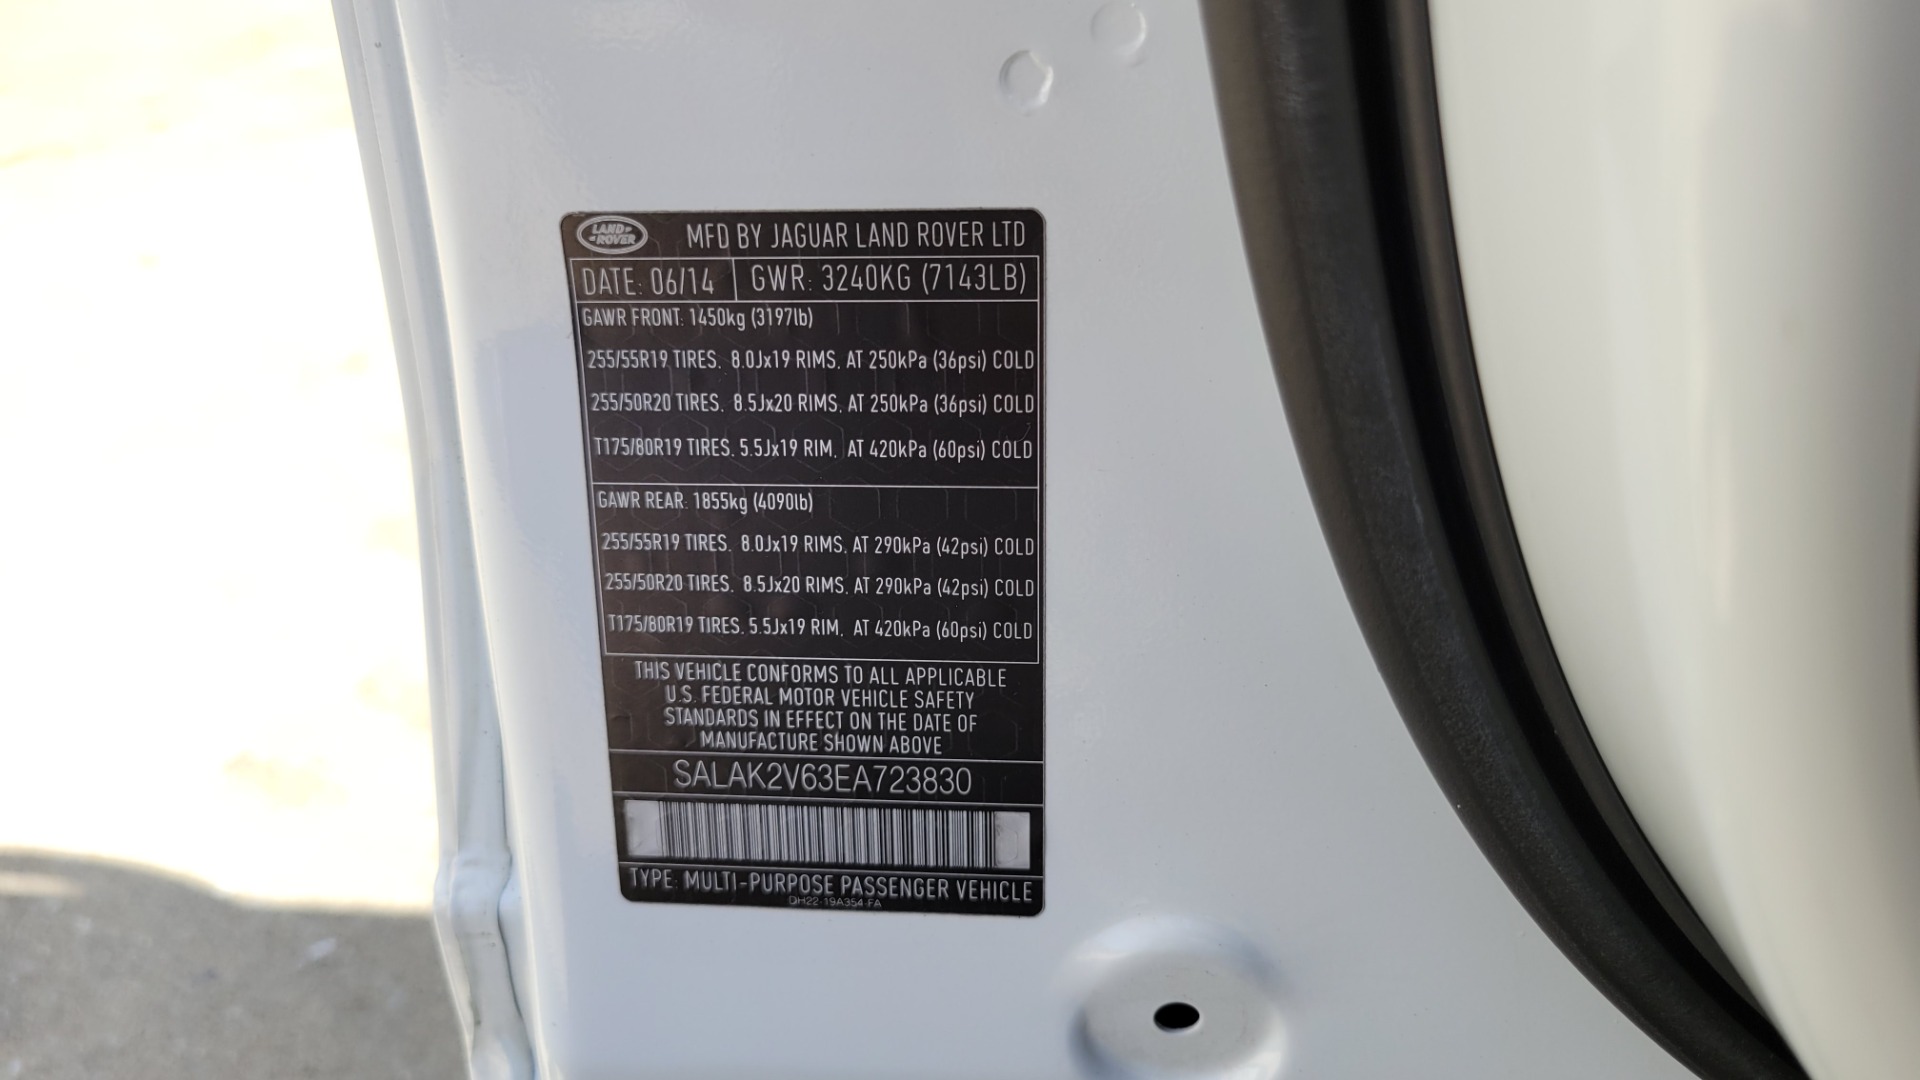 LAND ROVER
MFD BY JAGUAR LAND ROVER LTD
DATE: 06/14 GWR: 3240KG (7143LB)
GAWR FRONT: 1450kg (3197lb)
255/55R19 TIRES. 8.0Jx19 RIMS. AT 250kPa (36psi) COLD
255/50R20 TIRES. 8.5Jx20 RIMS. AT 250kPa (36psi) COLD
T175/80R19 TIRES. 5.5Jx19 RIM. AT 420kPa (60psi) COLD
GAWR REAR: 1855kg (4090lb)
255/55R19 TIRES. 8.0Jx19 RIMS. AT 290kPa (42psi) COLD
255/50R20 TIRES. 8.5Jx20 RIMS. AT 290kPa (42psi) COLD
T175/80R19 TIRES. 5.5Jx19 RIM. AT 420kPa (60psi) COLD
THIS VEHICLE CONFORMS TO ALL APPLICABLE
U.S. FEDERAL MOTOR VEHICLE SAFETY
STANDARDS IN EFFECT ON THE DATE OF
MANUFACTURE SHOWN ABOVE
SALAK2V63EA723830
TYPE: MULTI-PURPOSE PASSENGER VEHICLE
DH22-19A354-FA